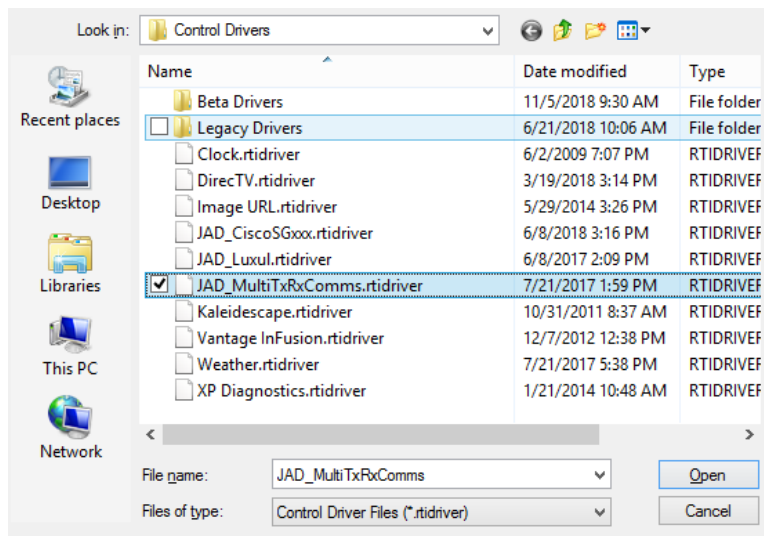 Look in: Control Drivers
Name Date modified Type
Recent places
Desktop
Libraries
This PC
Network
Beta Drivers 11/5/2018 9:30 AM File folder
Legacy Drivers 6/21/2018 10:06 AM File folder
Clock.rtidriver 6/2/2009 7:07 PM RTIDRIVEF
DirecTV.rtidriver 3/19/2018 3:14 PM RTIDRIVEF
Image URL.rtidriver 5/29/2014 3:26 PM RTIDRIVEF
JAD_CiscoSGxxx.rtidriver 6/8/2018 3:16 PM RTIDRIVEF
JAD_Luxul.rtidriver 6/8/2017 2:09 PM RTIDRIVEF
JAD_MultiTxRxComms.rtidriver 7/21/2017 1:59 PM RTIDRIVEF
Kaleidescape.rtidriver 10/31/2011 8:37 AM RTIDRIVEF
Vantage InFusion.rtidriver 12/7/2012 12:38 PM RTIDRIVEF
Weather.rtidriver 7/21/2017 5:38 PM RTIDRIVEF
XP Diagnostics.rtidriver 1/21/2014 10:48 AM RTIDRIVEF
File name: JAD_MultiTxRxComms Open
Files of type: Control Driver Files (*.rtidriver) Cancel